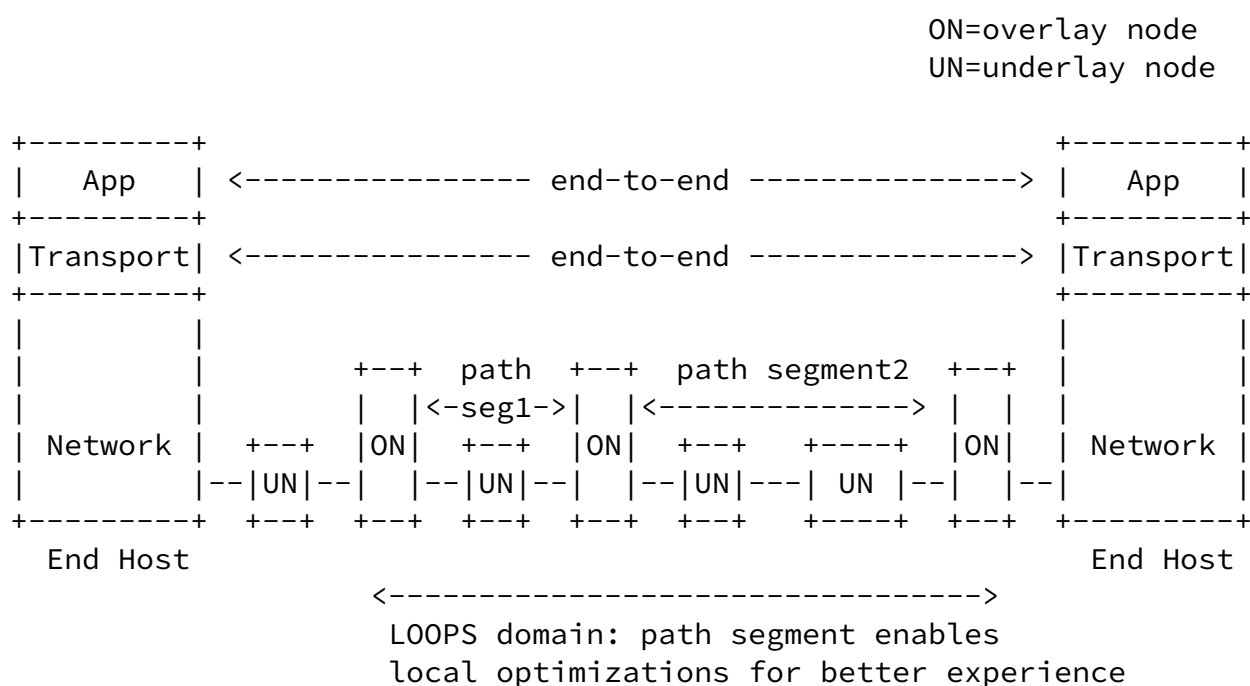 ON=overlay node
UN=underlay node
+---------+ +---------+
| App | <---------------- end-to-end ---------------> | App |
+---------+ +---------+
|Transport| <---------------- end-to-end ---------------> |Transport|
+---------+ +---------+
| | | |
| | +--+ path +--+ path segment2 +--+ | |
| | | |<-seg1->| |<--------------> | | | |
| Network | +--+ |ON| +--+ |ON| +--+ +----+ |ON| | Network |
| |--|UN|--| |--|UN|--| |--|UN|---| UN |--| |--| |
+---------+ +--+ +--+ +--+ +--+ +--+ +----+ +--+ +---------+
End Host End Host
<--------------------------------->
LOOPS domain: path segment enables
local optimizations for better experience